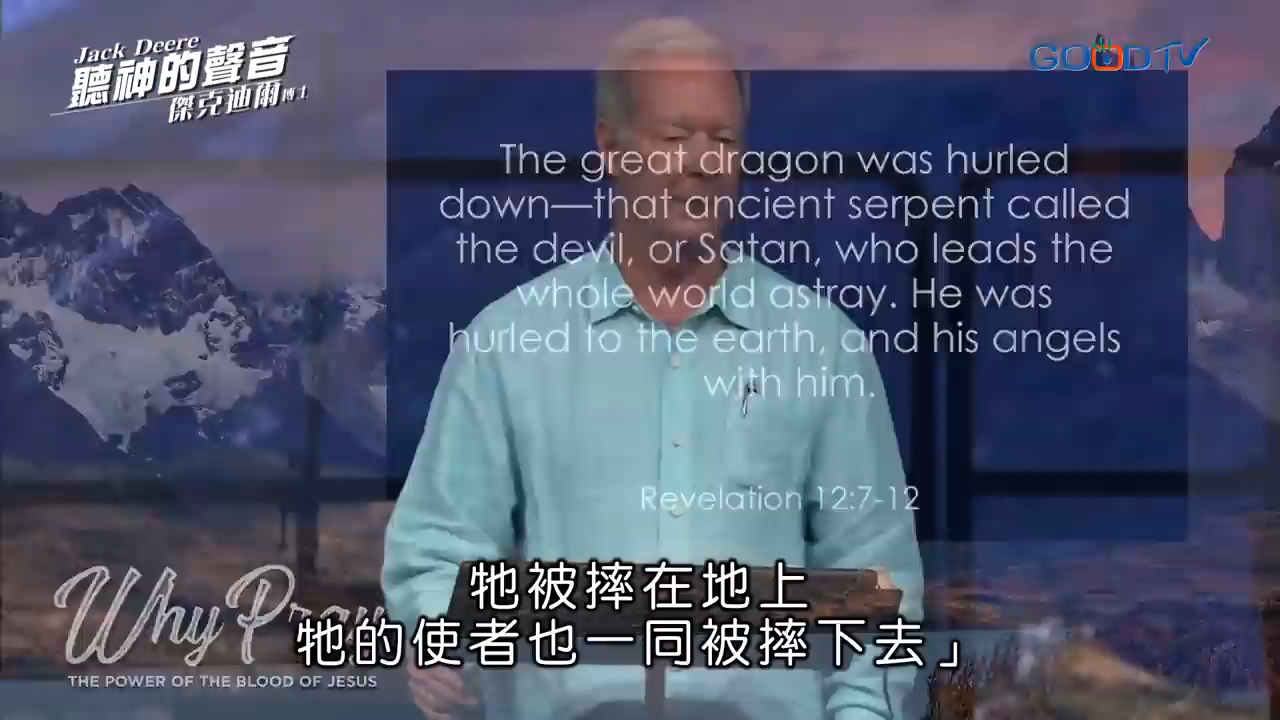 Jack Deere
聽神的聲音
傑克迪爾博士
GOODTV
The great dragon was hurled
down—that ancient serpent called
the devil, or Satan, who leads the
whole world astray. He was
hurled to the earth, and his angels
with him.
Revelation 12:7-12
Why Pray
THE POWER OF THE BLOOD OF JESUS
牠被摔在地上
牠的使者也一同被摔下去」